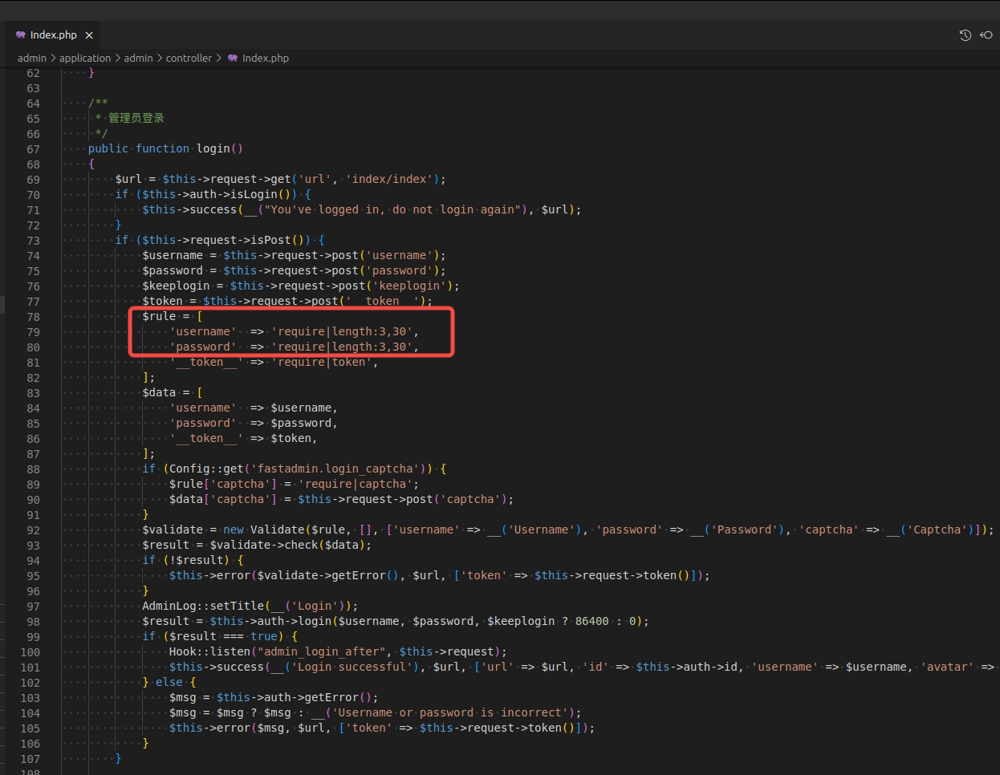 Index.php
admin > application > admin > controller > Index.php
62 }
63
64 /**
65 * 管理员登录
66 */
67 public function login()
68 {
69 $url = $this->request->get('url', 'index/index');
70 if ($this->auth->isLogin()) {
71 $this->success(__("You've logged in, do not login again"), $url);
72 }
73 if ($this->request->isPost()) {
74 $username = $this->request->post('username');
75 $password = $this->request->post('password');
76 $keeplogin = $this->request->post('keeplogin');
77 $token = $this->request->post('__token__');
78 $rule = [
79 'username' => 'require|length:3,30',
80 'password' => 'require|length:3,30',
81 '__token__' => 'require|token',
82 ];
83 $data = [
84 'username' => $username,
85 'password' => $password,
86 '__token__' => $token,
87 ];
88 if (Config::get('fastadmin.login_captcha')) {
89 $rule['captcha'] = 'require|captcha';
90 $data['captcha'] = $this->request->post('captcha');
91 }
92 $validate = new Validate($rule, [], ['username' => __('Username'), 'password' => __('Password'), 'captcha' => __('Captcha')]);
93 $result = $validate->check($data);
94 if (!$result) {
95 $this->error($validate->getError(), $url, ['token' => $this->request->token()]);
96 }
97 AdminLog::setTitle(__('Login'));
98 $result = $this->auth->login($username, $password, $keeplogin ? 86400 : 0);
99 if ($result === true) {
100 Hook::listen("admin_login_after", $this->request);
101 $this->success(__('Login successful'), $url, ['url' => $url, 'id' => $this->auth->id, 'username' => $username, 'avatar' =>
102 } else {
103 $msg = $this->auth->getError();
104 $msg = $msg ? $msg : __('Username or password is incorrect');
105 $this->error($msg, $url, ['token' => $this->request->token()]);
106 }
107 }
108